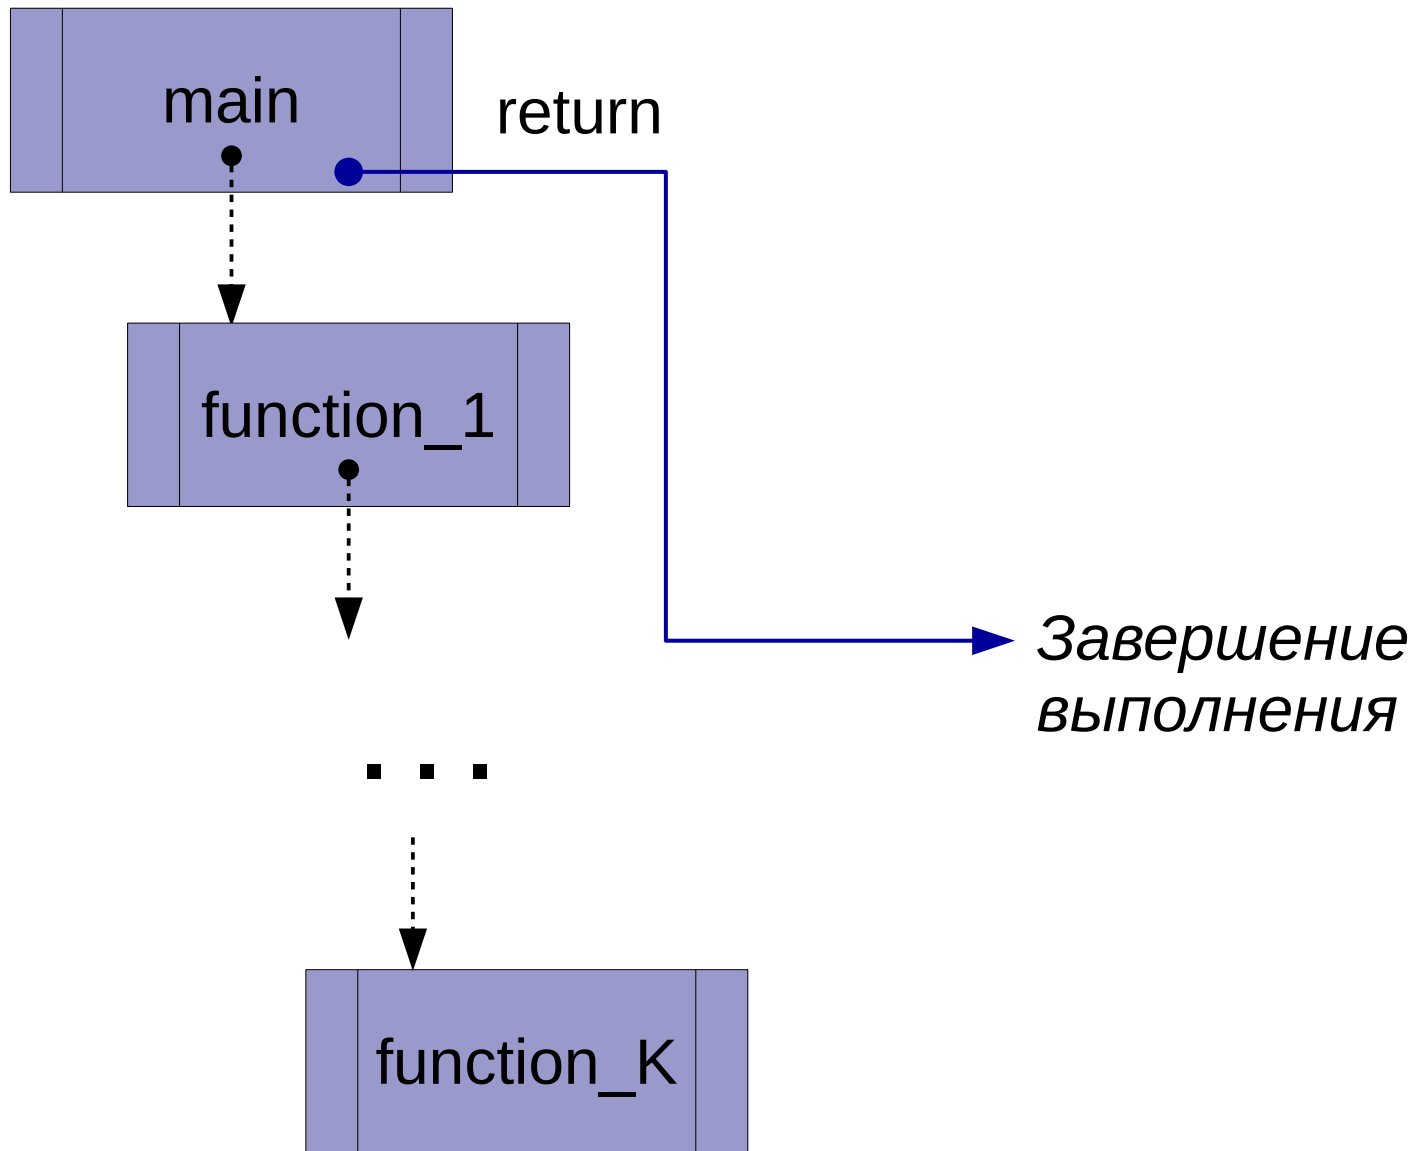 main
return
function_1
Завершение
выполнения
. . .
function_K